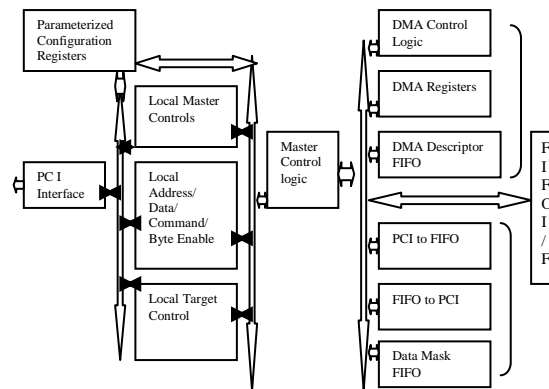 Parameterized
Configuration
Registers
Local Master
Controls
PC I
Interface
Local
Address/
Data/
Command/
Byte Enable
Local Target
Control
Master
Control
logic
DMA Control
Logic
DMA Registers
DMA Descriptor
FIFO
PCI to FIFO
FIFO to PCI
Data Mask
FIFO
F
I
F
O
I
/
F